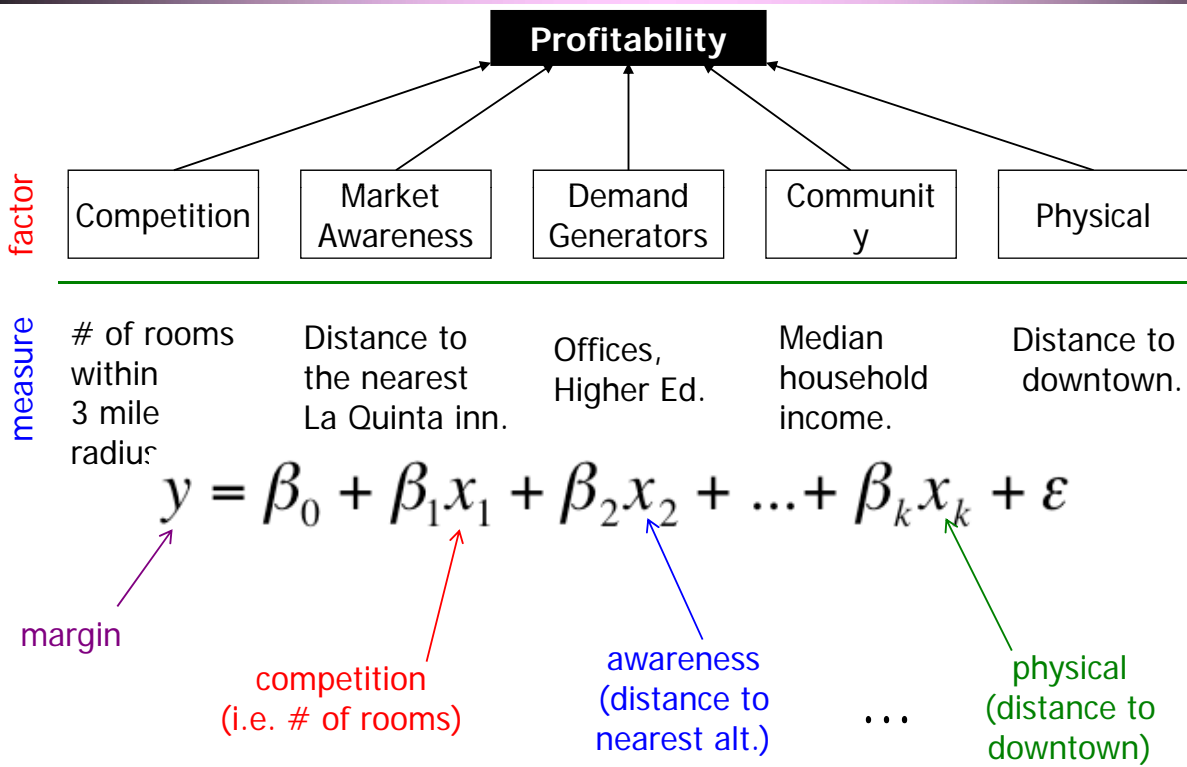 Profitability
factor
Competition
Market
Awareness
Demand
Generators
Communit
y
Physical
measure
# of rooms
within
3 mile
radius
Distance to
the nearest
La Quinta inn.
Offices,
Higher Ed.
Median
household
income.
Distance to
downtown.
y = β₀ + β₁x₁ + β₂x₂ + ...+ βₖxₖ + ε
margin
competition
(i.e. # of rooms)
awareness
(distance to
nearest alt.)
...
physical
(distance to
downtown)